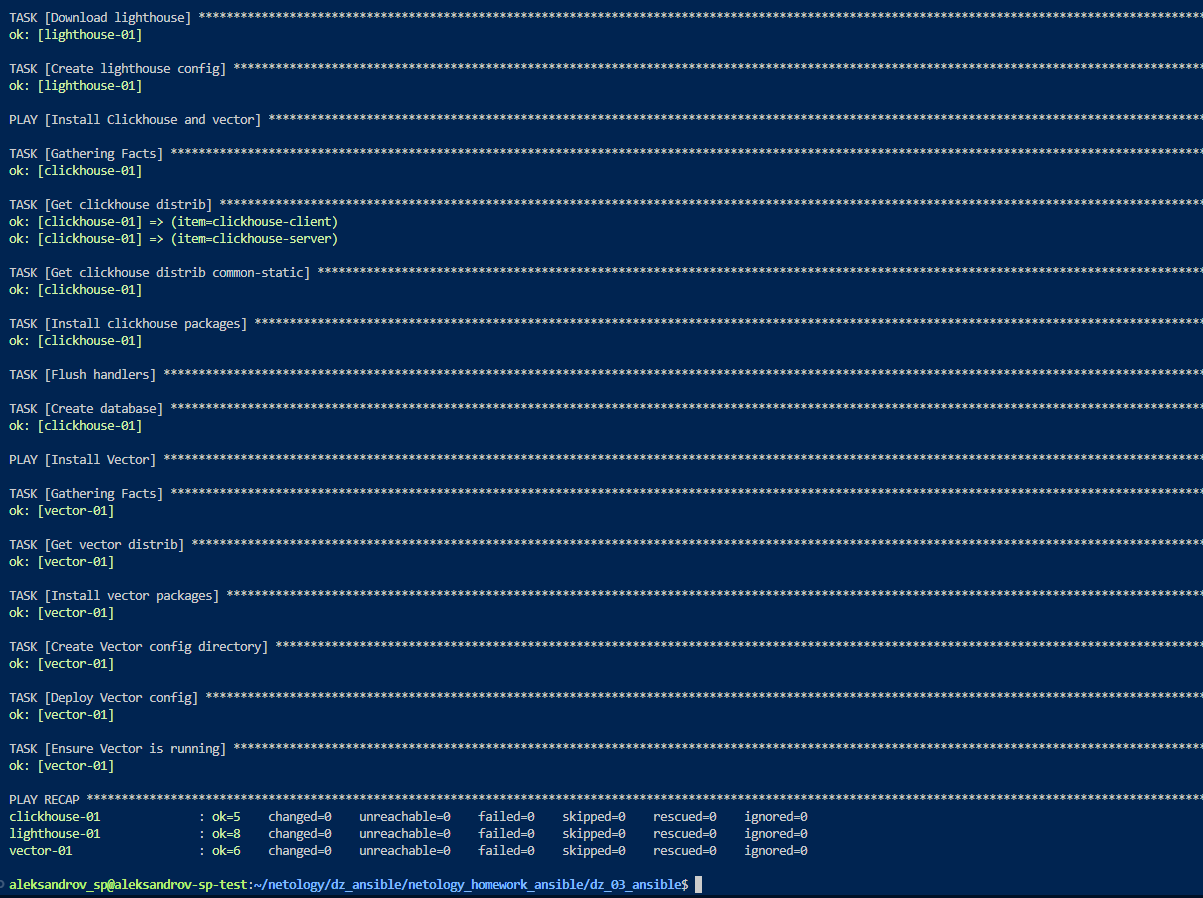 TASK [Download lighthouse] ********************************************************************************************************************************************
ok: [lighthouse-01]
TASK [Create lighthouse config] ***************************************************************************************************************************************
ok: [lighthouse-01]
PLAY [Install Clickhouse and vector] **********************************************************************************************************************************
TASK [Gathering Facts] ************************************************************************************************************************************************
ok: [clickhouse-01]
TASK [Get clickhouse distrib] *****************************************************************************************************************************************
ok: [clickhouse-01] => (item=clickhouse-client)
ok: [clickhouse-01] => (item=clickhouse-server)
TASK [Get clickhouse distrib common-static] ***************************************************************************************************************************
ok: [clickhouse-01]
TASK [Install clickhouse packages] ************************************************************************************************************************************
ok: [clickhouse-01]
TASK [Flush handlers] *************************************************************************************************************************************************
TASK [Create database] ************************************************************************************************************************************************
ok: [clickhouse-01]
PLAY [Install Vector] *************************************************************************************************************************************************
TASK [Gathering Facts] ************************************************************************************************************************************************
ok: [vector-01]
TASK [Get vector distrib] *********************************************************************************************************************************************
ok: [vector-01]
TASK [Install vector packages] ****************************************************************************************************************************************
ok: [vector-01]
TASK [Create Vector config directory] *********************************************************************************************************************************
ok: [vector-01]
TASK [Deploy Vector config] *******************************************************************************************************************************************
ok: [vector-01]
TASK [Ensure Vector is running] ***************************************************************************************************************************************
ok: [vector-01]
PLAY RECAP ************************************************************************************************************************************************************
clickhouse-01              : ok=5    changed=0    unreachable=0    failed=0    skipped=0    rescued=0    ignored=0
lighthouse-01              : ok=8    changed=0    unreachable=0    failed=0    skipped=0    rescued=0    ignored=0
vector-01                  : ok=6    changed=0    unreachable=0    failed=0    skipped=0    rescued=0    ignored=0
aleksandrov_sp@aleksandrov-sp-test:~/netology/dz_ansible/netology_homework_ansible/dz_03_ansible$